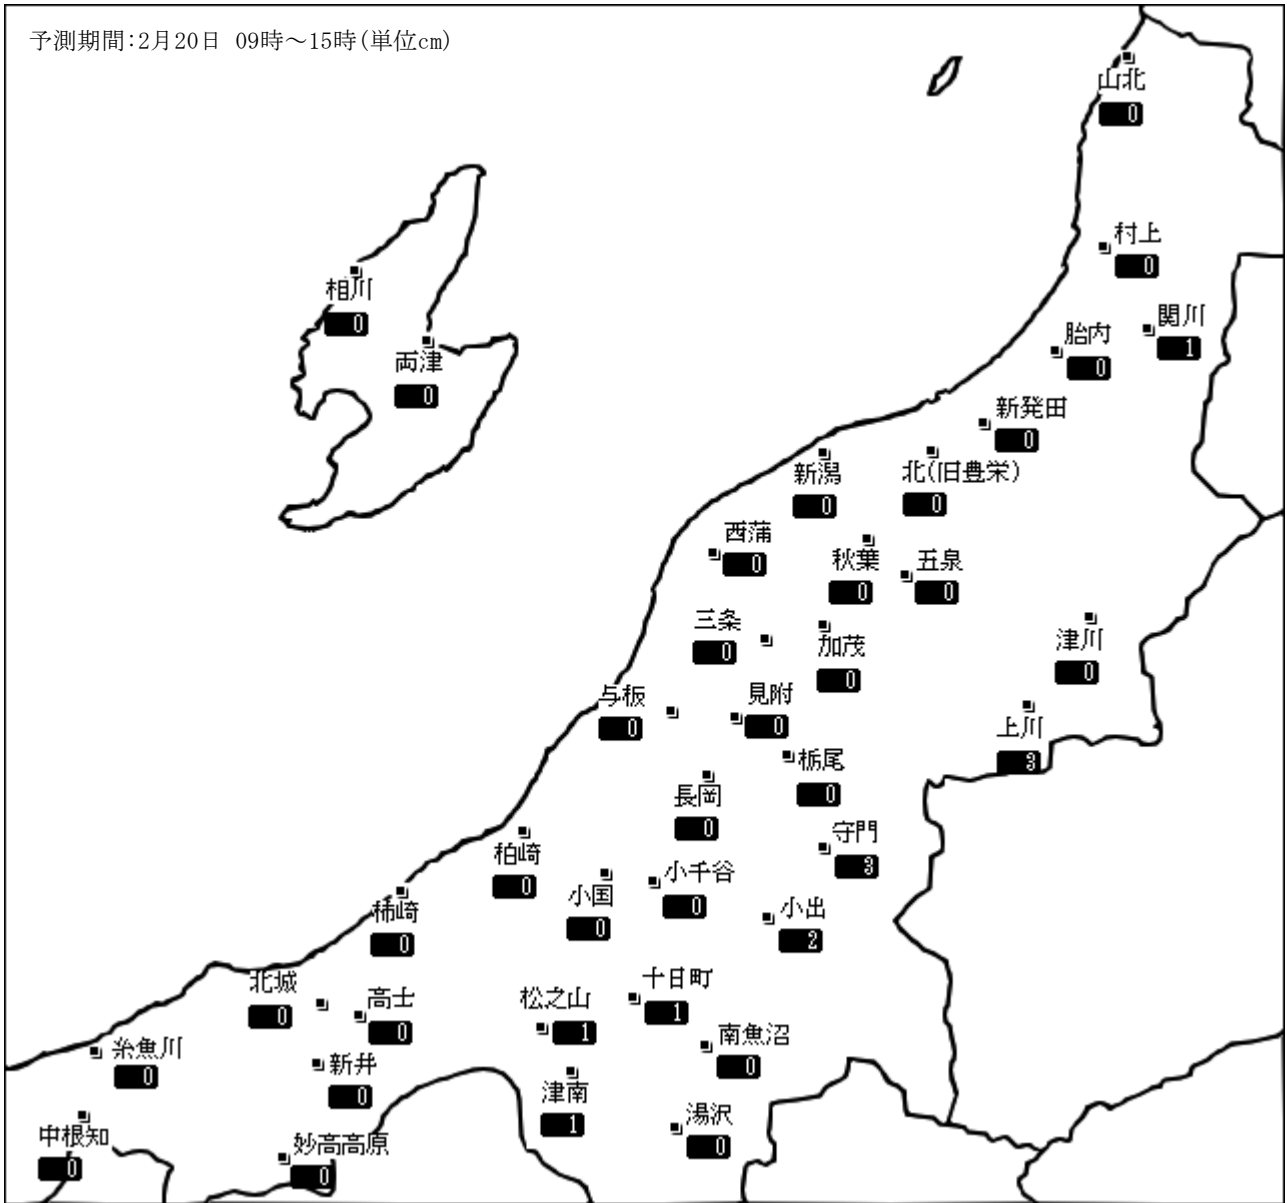 予測期間:2月20日 09時～15時(単位cm)
山北
0
村上
0
関川
1
胎内
0
新発田
0
相川
0
両津
0
新潟
0
北(旧豊栄)
0
西蒲
0
秋葉
0
五泉
0
三条
0
加茂
0
津川
0
与板
0
見附
0
上川
3
栃尾
0
長岡
0
守門
3
柏崎
0
小国
0
小千谷
0
小出
2
柿崎
0
北城
0
高士
0
松之山
1
十日町
1
南魚沼
0
糸魚川
0
新井
0
津南
1
湯沢
0
中根知
0
妙高高原
0